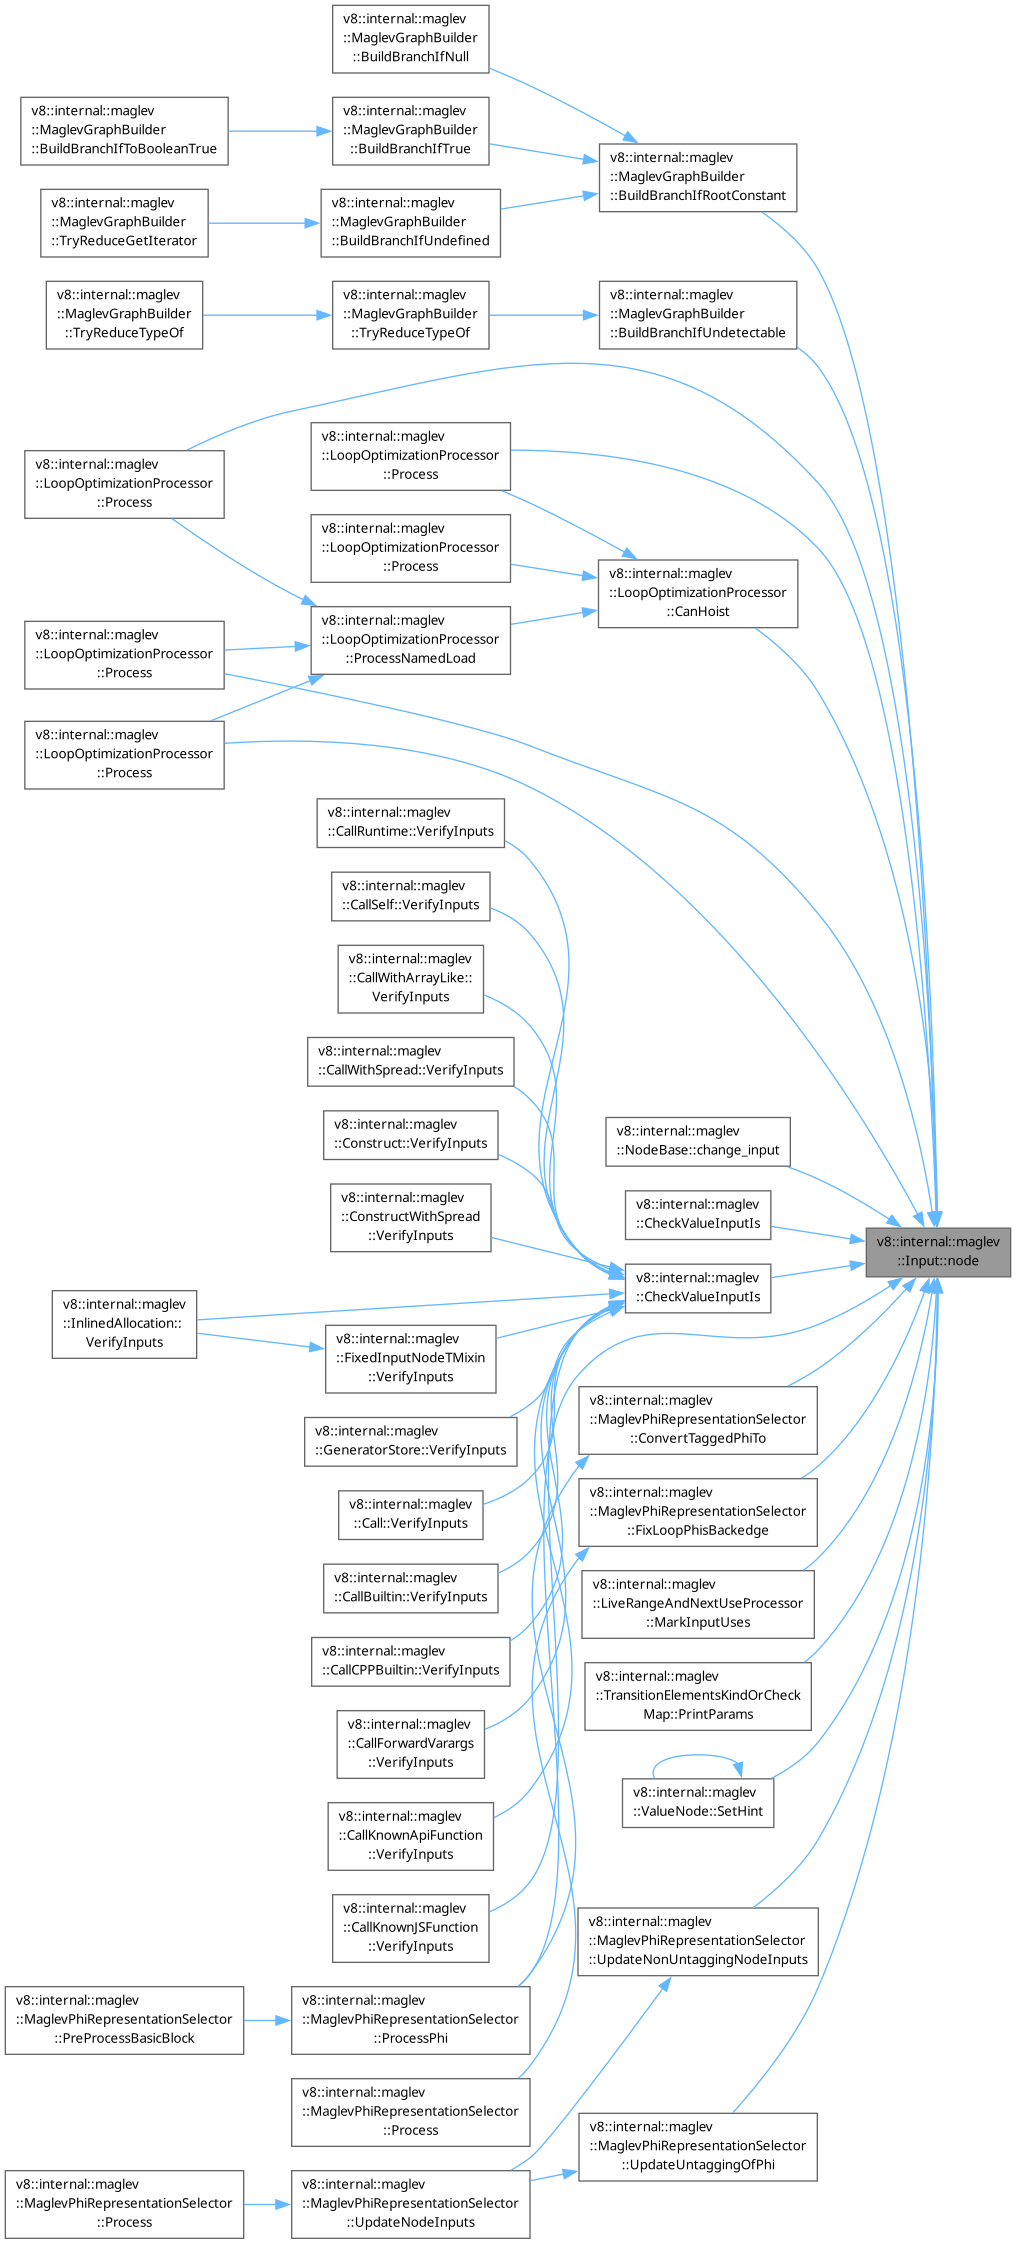 v8::internal::maglev
::MaglevGraphBuilder
::BuildBranchIfNull
v8::internal::maglev
::MaglevGraphBuilder
::BuildBranchIfToBooleanTrue
v8::internal::maglev
::MaglevGraphBuilder
::BuildBranchIfTrue
v8::internal::maglev
::MaglevGraphBuilder
::BuildBranchIfRootConstant
v8::internal::maglev
::MaglevGraphBuilder
::TryReduceGetIterator
v8::internal::maglev
::MaglevGraphBuilder
::BuildBranchIfUndefined
v8::internal::maglev
::MaglevGraphBuilder
::TryReduceTypeOf
v8::internal::maglev
::MaglevGraphBuilder
::TryReduceTypeOf
v8::internal::maglev
::MaglevGraphBuilder
::BuildBranchIfUndetectable
v8::internal::maglev
::LoopOptimizationProcessor
::Process
v8::internal::maglev
::LoopOptimizationProcessor
::Process
v8::internal::maglev
::LoopOptimizationProcessor
::Process
v8::internal::maglev
::LoopOptimizationProcessor
::CanHoist
v8::internal::maglev
::LoopOptimizationProcessor
::ProcessNamedLoad
v8::internal::maglev
::LoopOptimizationProcessor
::Process
v8::internal::maglev
::LoopOptimizationProcessor
::Process
v8::internal::maglev
::CallRuntime::VerifyInputs
v8::internal::maglev
::CallSelf::VerifyInputs
v8::internal::maglev
::CallWithArrayLike::
VerifyInputs
v8::internal::maglev
::CallWithSpread::VerifyInputs
v8::internal::maglev
::Construct::VerifyInputs
v8::internal::maglev
::NodeBase::change_input
v8::internal::maglev
::ConstructWithSpread
::VerifyInputs
v8::internal::maglev
::CheckValueInputIs
v8::internal::maglev
::Input::node
v8::internal::maglev
::CheckValueInputIs
v8::internal::maglev
::InlinedAllocation::
VerifyInputs
v8::internal::maglev
::FixedInputNodeTMixin
::VerifyInputs
v8::internal::maglev
::GeneratorStore::VerifyInputs
v8::internal::maglev
::MaglevPhiRepresentationSelector
::ConvertTaggedPhiTo
v8::internal::maglev
::Call::VerifyInputs
v8::internal::maglev
::MaglevPhiRepresentationSelector
::FixLoopPhisBackedge
v8::internal::maglev
::CallBuiltin::VerifyInputs
v8::internal::maglev
::LiveRangeAndNextUseProcessor
::MarkInputUses
v8::internal::maglev
::CallCPPBuiltin::VerifyInputs
v8::internal::maglev
::TransitionElementsKindOrCheck
Map::PrintParams
v8::internal::maglev
::CallForwardVarargs
::VerifyInputs
v8::internal::maglev
::ValueNode::SetHint
v8::internal::maglev
::CallKnownApiFunction
::VerifyInputs
v8::internal::maglev
::CallKnownJSFunction
::VerifyInputs
v8::internal::maglev
::MaglevPhiRepresentationSelector
::UpdateNonUntaggingNodeInputs
v8::internal::maglev
::MaglevPhiRepresentationSelector
::PreProcessBasicBlock
v8::internal::maglev
::MaglevPhiRepresentationSelector
::ProcessPhi
v8::internal::maglev
::MaglevPhiRepresentationSelector
::Process
v8::internal::maglev
::MaglevPhiRepresentationSelector
::UpdateUntaggingOfPhi
v8::internal::maglev
::MaglevPhiRepresentationSelector
::Process
v8::internal::maglev
::MaglevPhiRepresentationSelector
::UpdateNodeInputs